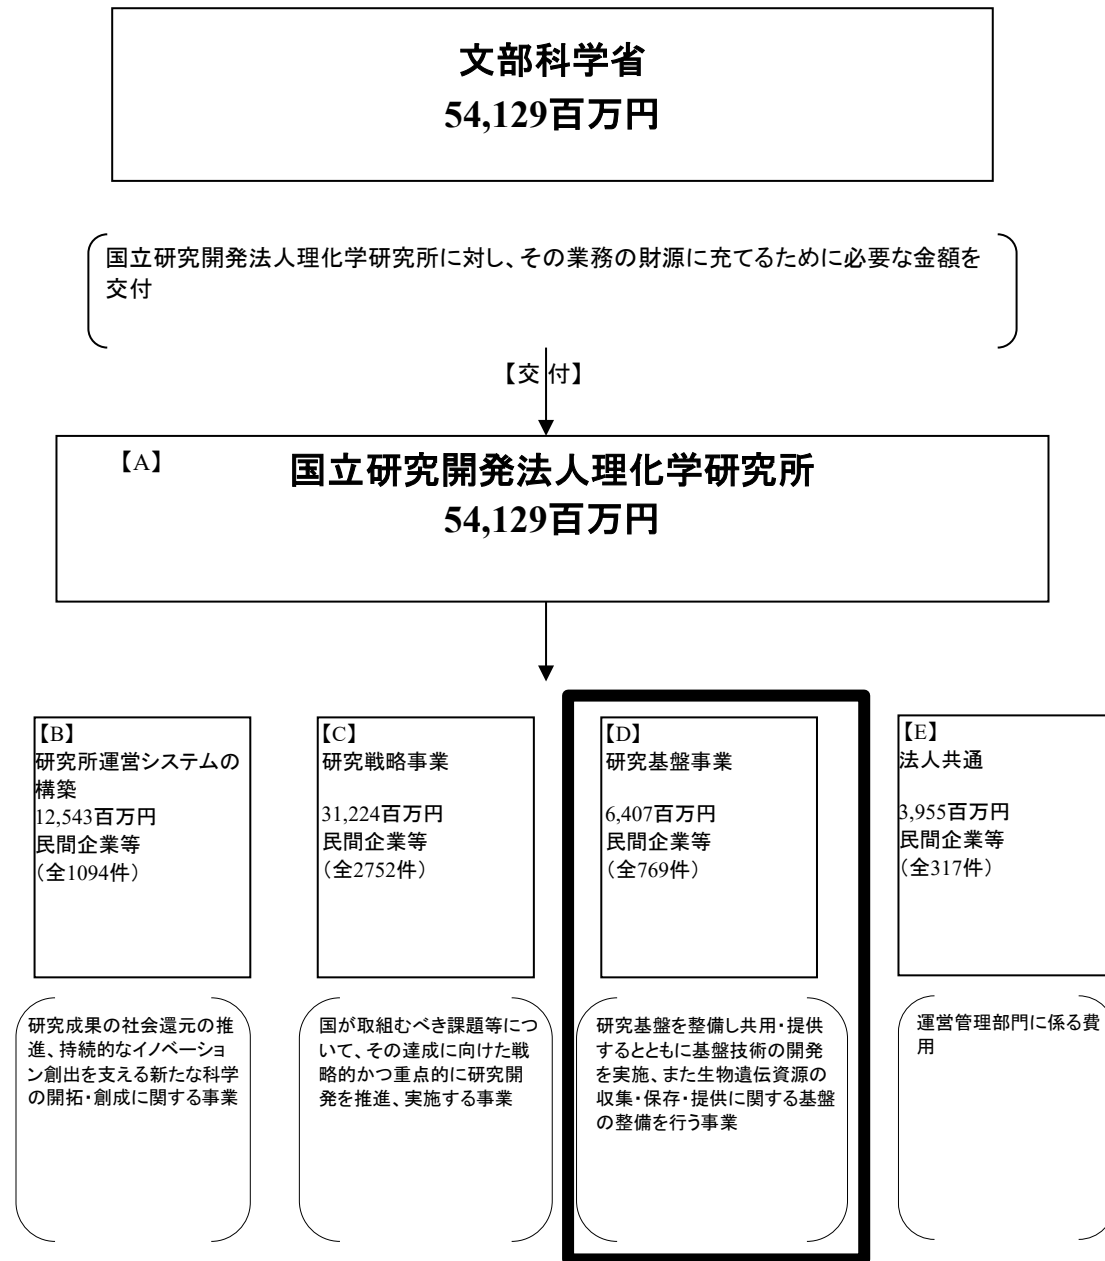 文部科学省
54,129百万円
国立研究開発法人理化学研究所に対し、その業務の財源に充てるために必要な金額を
交付
【交付】
【A】
国立研究開発法人理化学研究所
54,129百万円
【B】
研究所運営システムの
構築
12,543百万円
民間企業等
（全1094件）
【C】
研究戦略事業
31,224百万円
民間企業等
（全2752件）
【D】
研究基盤事業
6,407百万円
民間企業等
（全769件）
【E】
法人共通
3,955百万円
民間企業等
（全317件）
研究成果の社会還元の推
進、持続的なイノベーショ
ン創出を支える新たな科学
の開拓・創成に関する事業
国が取組むべき課題等につ
いて、その達成に向けた戦
略的かつ重点的に研究開
発を推進、実施する事業
研究基盤を整備し共用・提供
するとともに基盤技術の開発
を実施、また生物遺伝資源の
収集・保存・提供に関する基盤
の整備を行う事業
運営管理部門に係る費
用